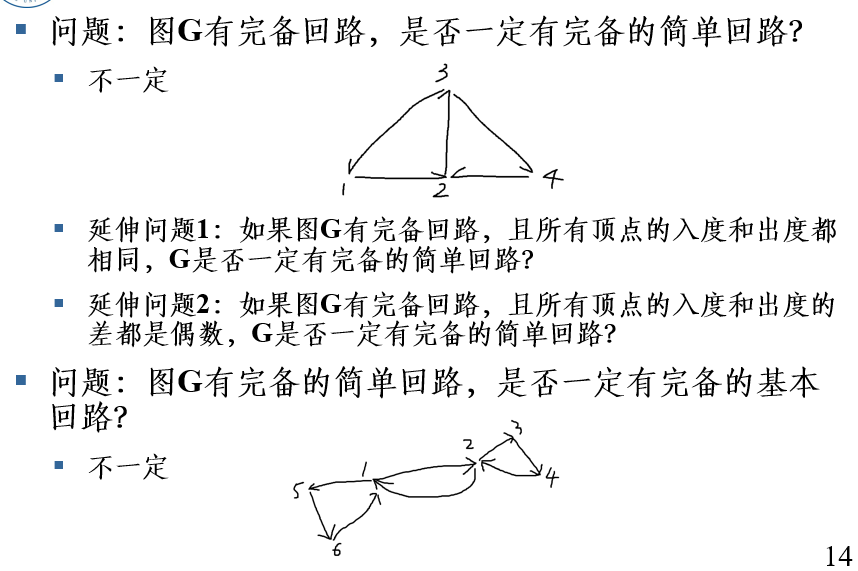 问题：图G有完备回路，是否一定有完备的简单回路？
不一定
3
1
2
4
延伸问题1：如果图G有完备回路，且所有顶点的入度和出度都
相同，G是否一定有完备的简单回路？
延伸问题2：如果图G有完备回路，且所有顶点的入度和出度的
差都是偶数，G是否一定有完备的简单回路？
问题：图G有完备的简单回路，是否一定有完备的基本
回路？
不一定
3
2
1
4
5
6
14